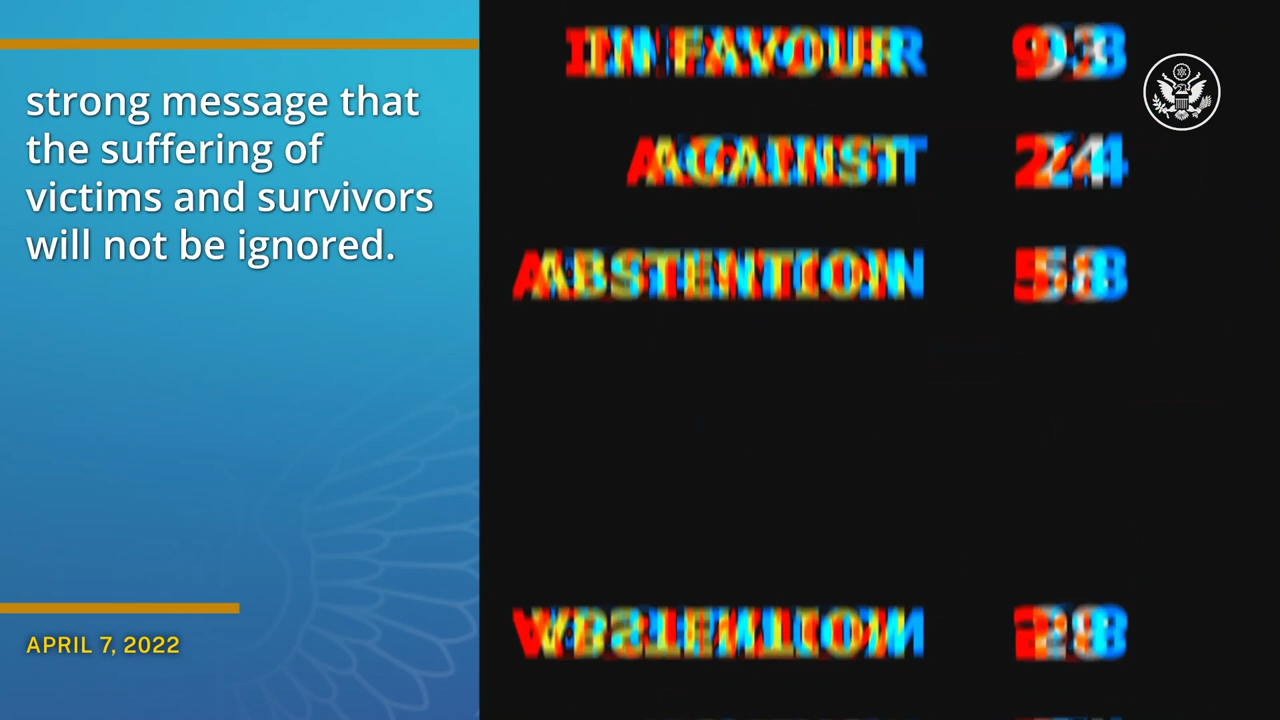 strong message that
the suffering of
victims and survivors
will not be ignored.
APRIL 7, 2022
IN FAVOUR 93
AGAINST 24
ABSTENTION 58